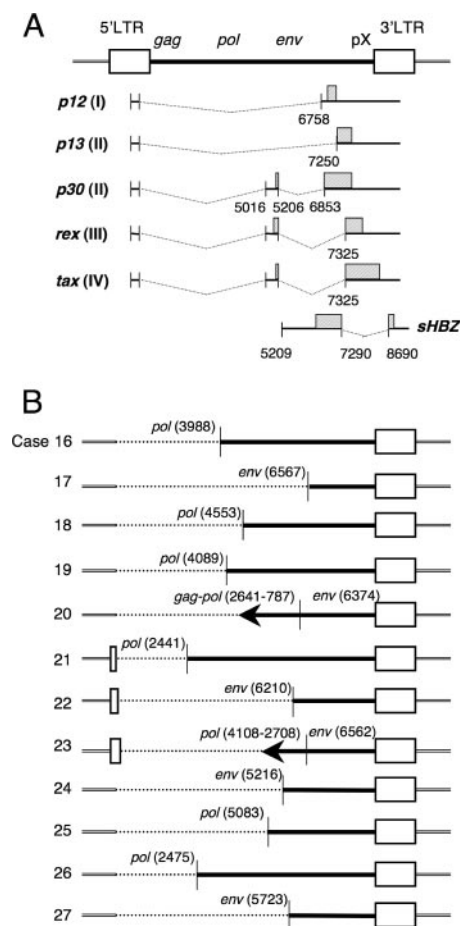 A
5'LTR gag pol env pX 3'LTR
p12 (I)
6758
p13 (II)
7250
p30 (II)
5016 5206 6853
rex (III)
7325
tax (IV)
7325
sHBZ
5209 7290 8690
B
Case 16 pol (3988)
17 env (6567)
18 pol (4553)
19 pol (4089)
20 gag-pol (2641-787) env (6374)
21 pol (2441)
22 env (6210)
23 pol (4108-2708) env (6562)
24 env (5216)
25 pol (5083)
26 pol (2475)
27 env (5723)